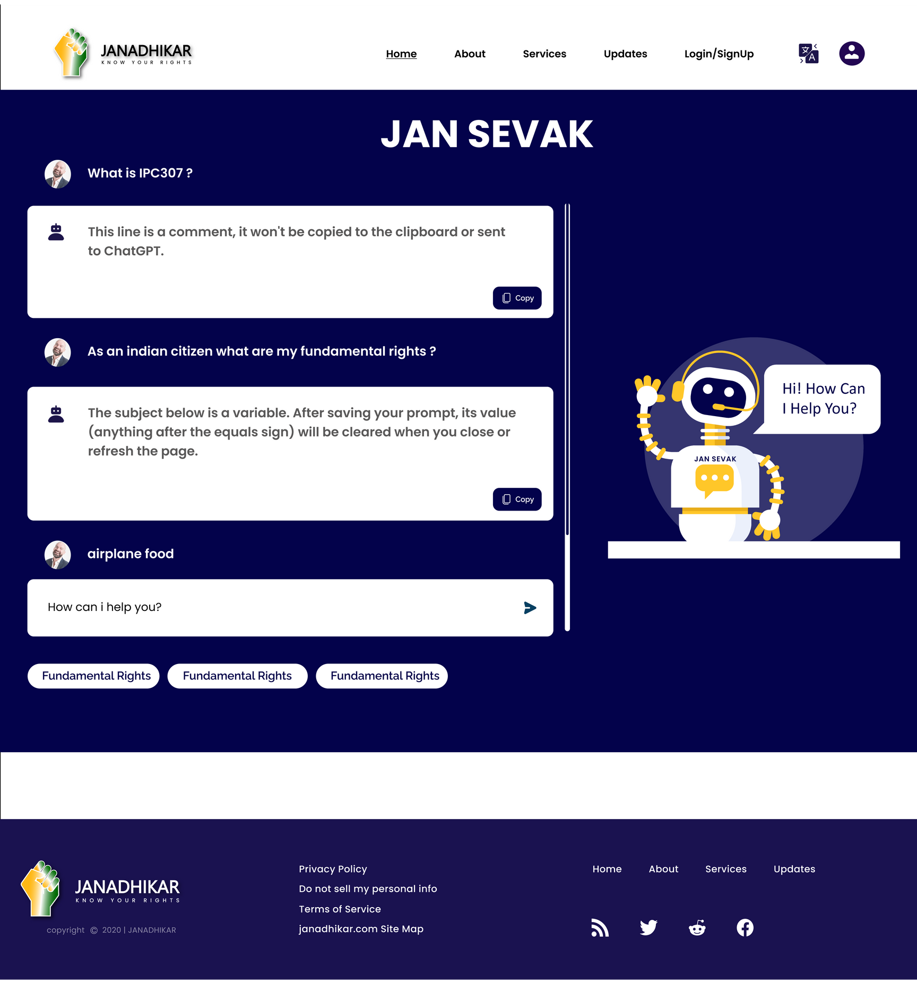 JANADHIKAR
KNOW YOUR RIGHTS
Home About Services Updates Login/SignUp
文
A
JAN SEVAK
What is IPC307 ?
This line is a comment, it won't be copied to the clipboard or sent
to ChatGPT.
Copy
As an indian citizen what are my fundamental rights ?
The subject below is a variable. After saving your prompt, its value
(anything after the equals sign) will be cleared when you close or
refresh the page.
Copy
airplane food
How can i help you?
Fundamental Rights Fundamental Rights Fundamental Rights
Hi! How Can
I Help You?
JAN SEVAK
JANADHIKAR
KNOW YOUR RIGHTS
copyright © 2020 | JANADHIKAR
Privacy Policy
Do not sell my personal info
Terms of Service
janadhikar.com Site Map
Home About Services Updates